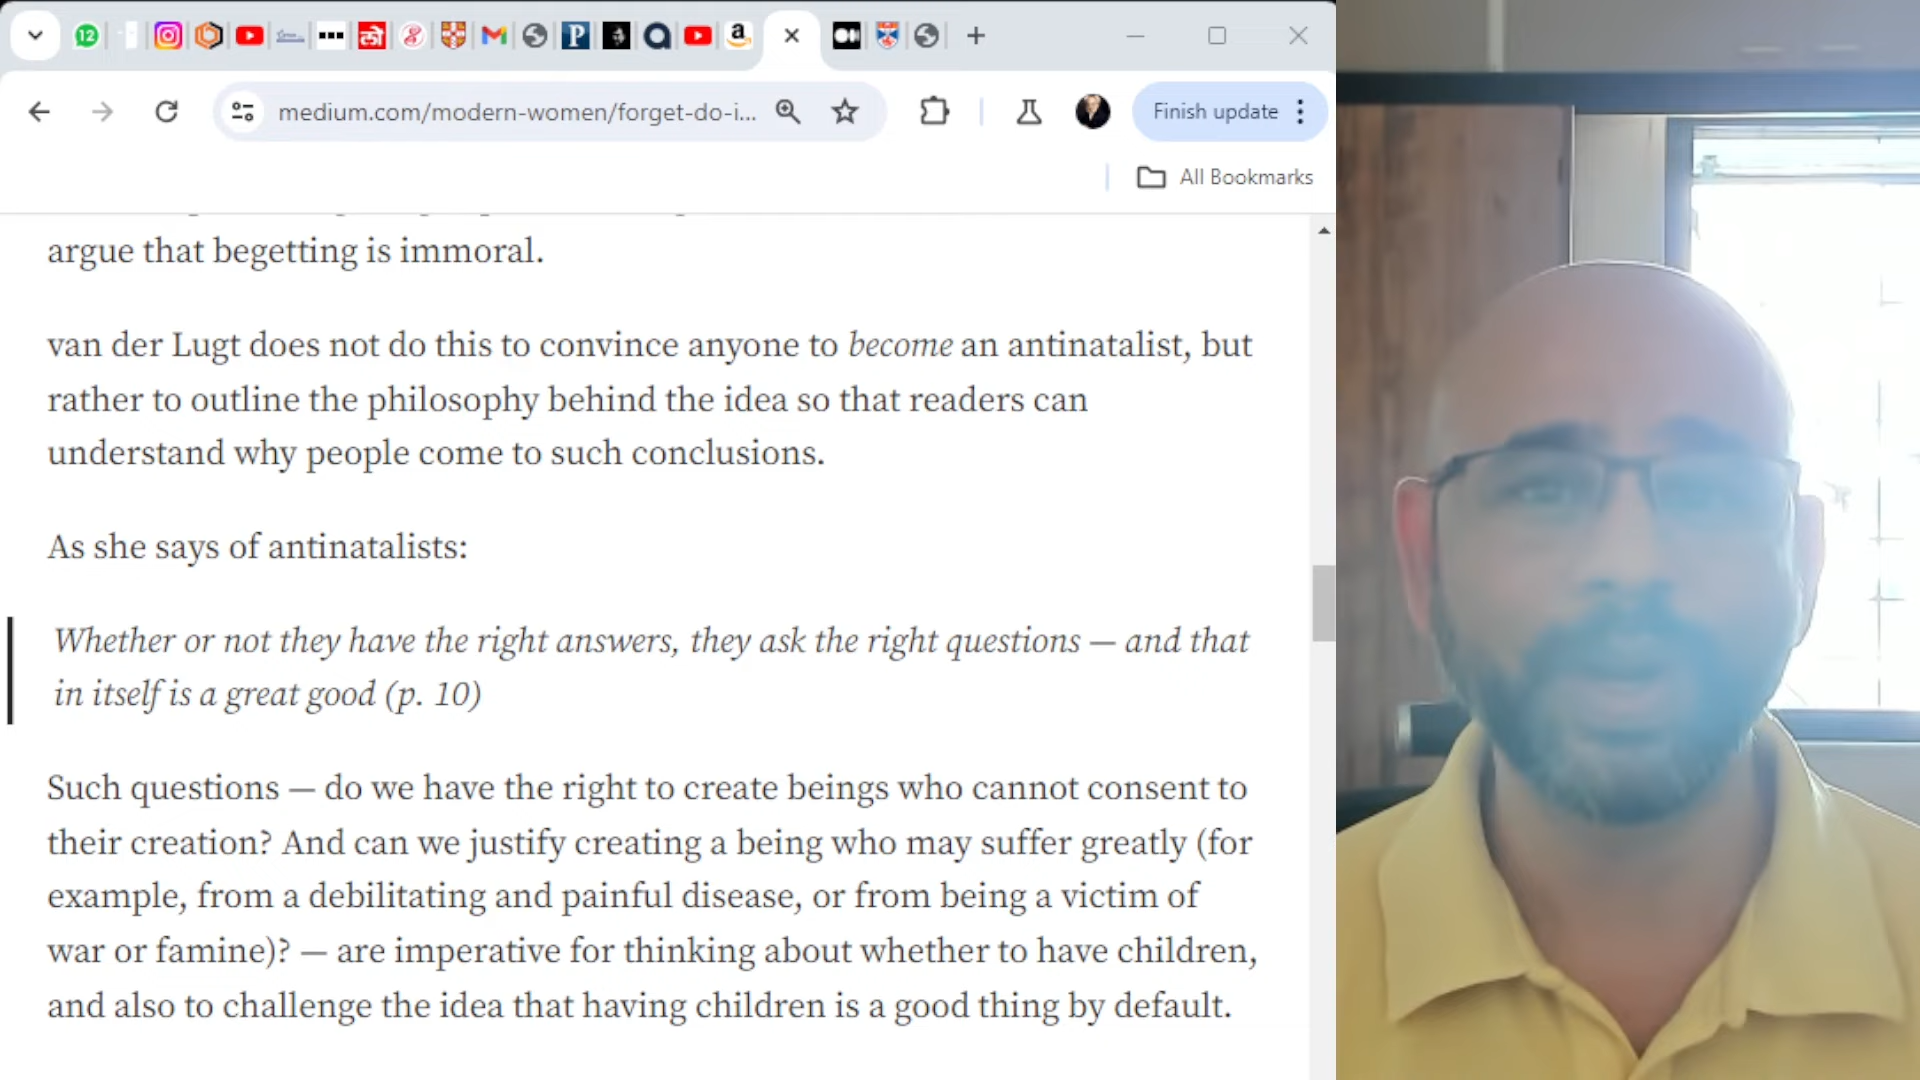 12
लो
P
a
medium.com/modern-women/forget-do-i...
Finish update
All Bookmarks
argue that begetting is immoral.
van der Lugt does not do this to convince anyone to become an antinatalist, but
rather to outline the philosophy behind the idea so that readers can
understand why people come to such conclusions.
As she says of antinatalists:
Whether or not they have the right answers, they ask the right questions — and that
in itself is a great good (p. 10)
Such questions — do we have the right to create beings who cannot consent to
their creation? And can we justify creating a being who may suffer greatly (for
example, from a debilitating and painful disease, or from being a victim of
war or famine)? — are imperative for thinking about whether to have children,
and also to challenge the idea that having children is a good thing by default.